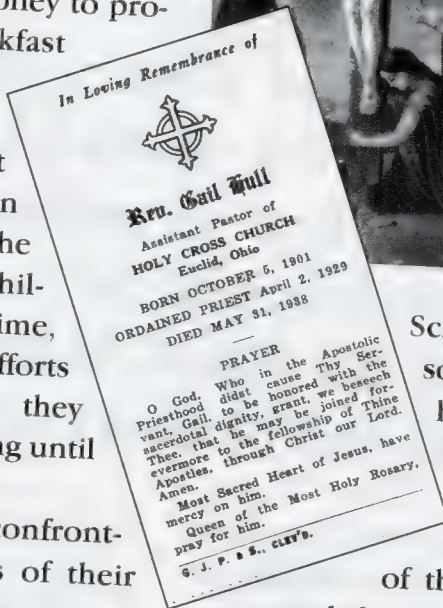 ney to pro-
kfast
t
n
he
hil-
ime,
fforts
they
g until
confront-
s of their
In Loving Remembrance of
Rev. Gail Hull
Assistant Pastor of
HOLY CROSS CHURCH
Euclid, Ohio
BORN OCTOBER 5, 1901
ORDAINED PRIEST April 2, 1929
DIED MAY 31, 1938
PRAYER
O God, Who in the Apostolic
Priesthood didst cause Thy Ser-
vant, Gail, to be honored with the
sacerdotal dignity, grant, we beseech
Thee, that he may be joined for-
evermore to the fellowship of Thine
Apostles, through Christ our Lord.
Amen.
Most Sacred Heart of Jesus, have
mercy on him.
Queen of the Most Holy Rosary,
pray for him.
G. J. P. & S., CLEV'D.
Sc
so
of th